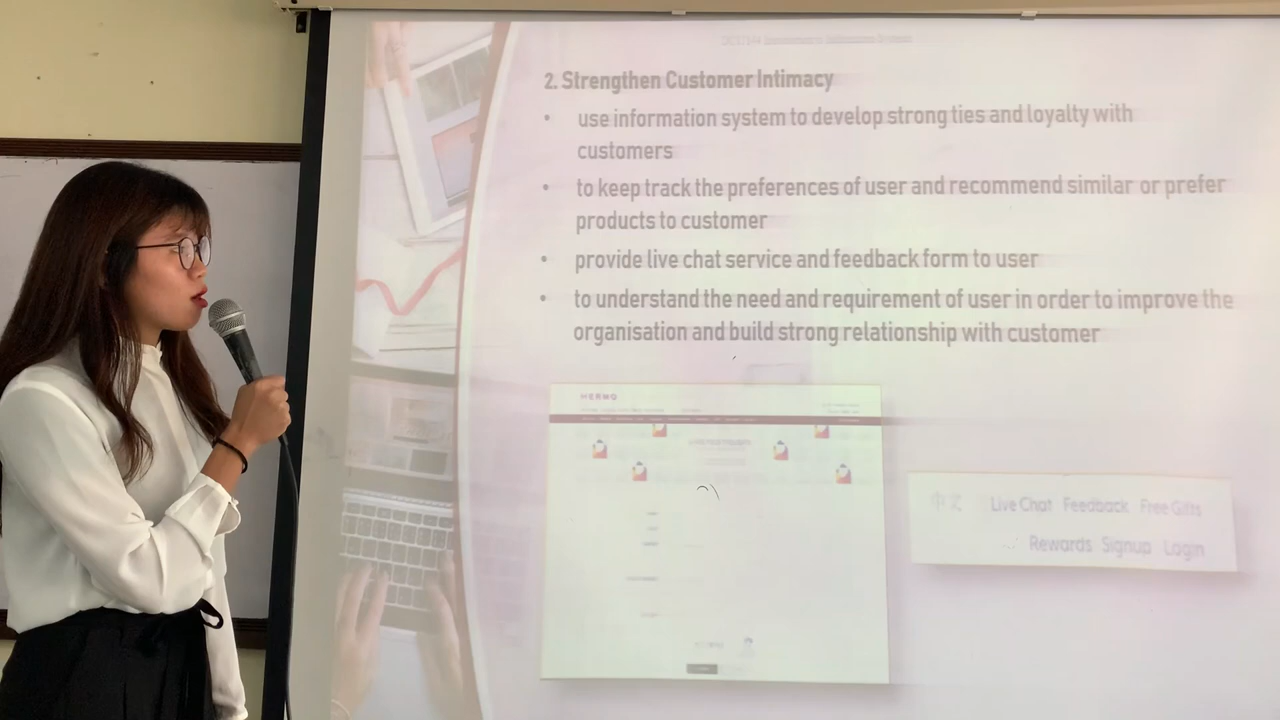 2. Strengthen Customer Intimacy
• use information system to develop strong ties and loyalty with
customers
• to keep track the preferences of user and recommend similar or prefer
products to customer
• provide live chat service and feedback form to user
• to understand the need and requirement of user in order to improve the
organisation and build strong relationship with customer
HERMO
中文 Live Chat Feedback Free Gifts
Rewards Signup Login